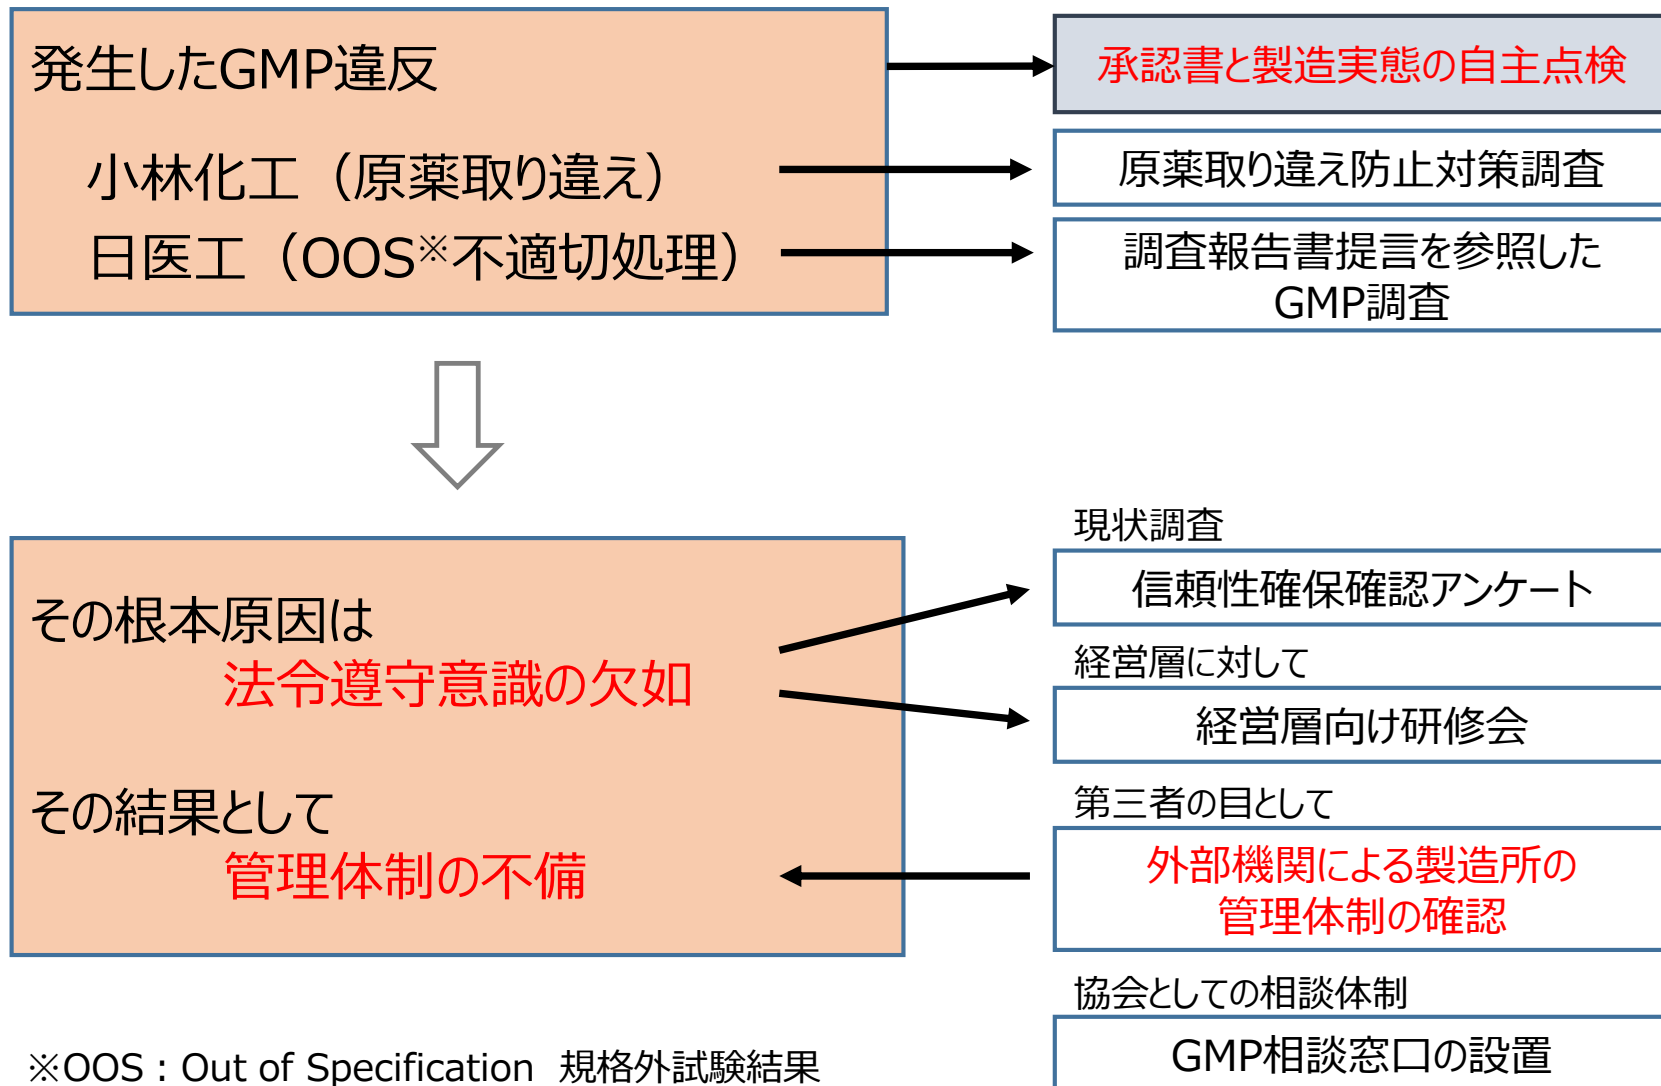 発生したGMP違反
小林化工（原薬取り違え）
日医工（OOS※不適切処理）
承認書と製造実態の自主点検
原薬取り違え防止対策調査
調査報告書提言を参照した
GMP調査
その根本原因は
法令遵守意識の欠如
その結果として
管理体制の不備
現状調査
信頼性確保確認アンケート
経営層に対して
経営層向け研修会
第三者の目として
外部機関による製造所の
管理体制の確認
協会としての相談体制
GMP相談窓口の設置
※OOS：Out of Specification 規格外試験結果